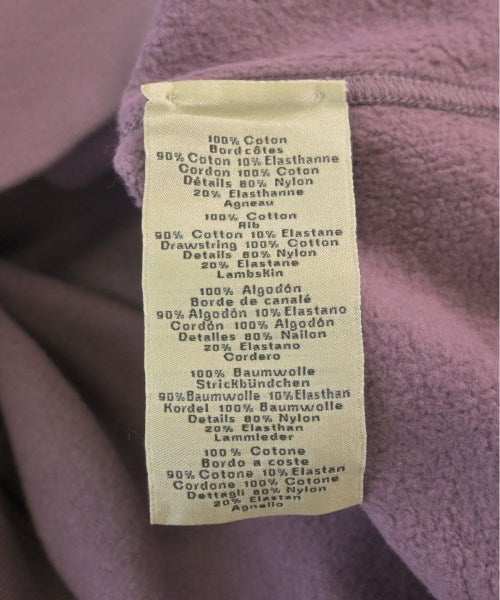 100% Coton
Bord côtes
90% Coton 10% Elasthanne
Cordon 100% Coton
Détails 80% Nylon
20% Elasthanne
Agneau
100% Cotton
Rib
90% Cotton 10% Elastane
Drawstring 100% Cotton
Details 80% Nylon
20% Elastane
Lambskin
100% Algodón
Borde de canalé
90% Algodón 10% Elastano
Cordón 100% Algodón
Detalles 80% Nailon
20% Elastano
Cordero
100% Baumwolle
Strickbündchen
90% Baumwolle 10% Elasthan
Kordel 100% Baumwolle
Details 80% Nylon
20% Elasthan
Lammleder
100% Cotone
Bordo a coste
90% Cotone 10% Elastan
Cordone 100% Cotone
Dettagli 80% Nylon
20% Elastan
Agnello